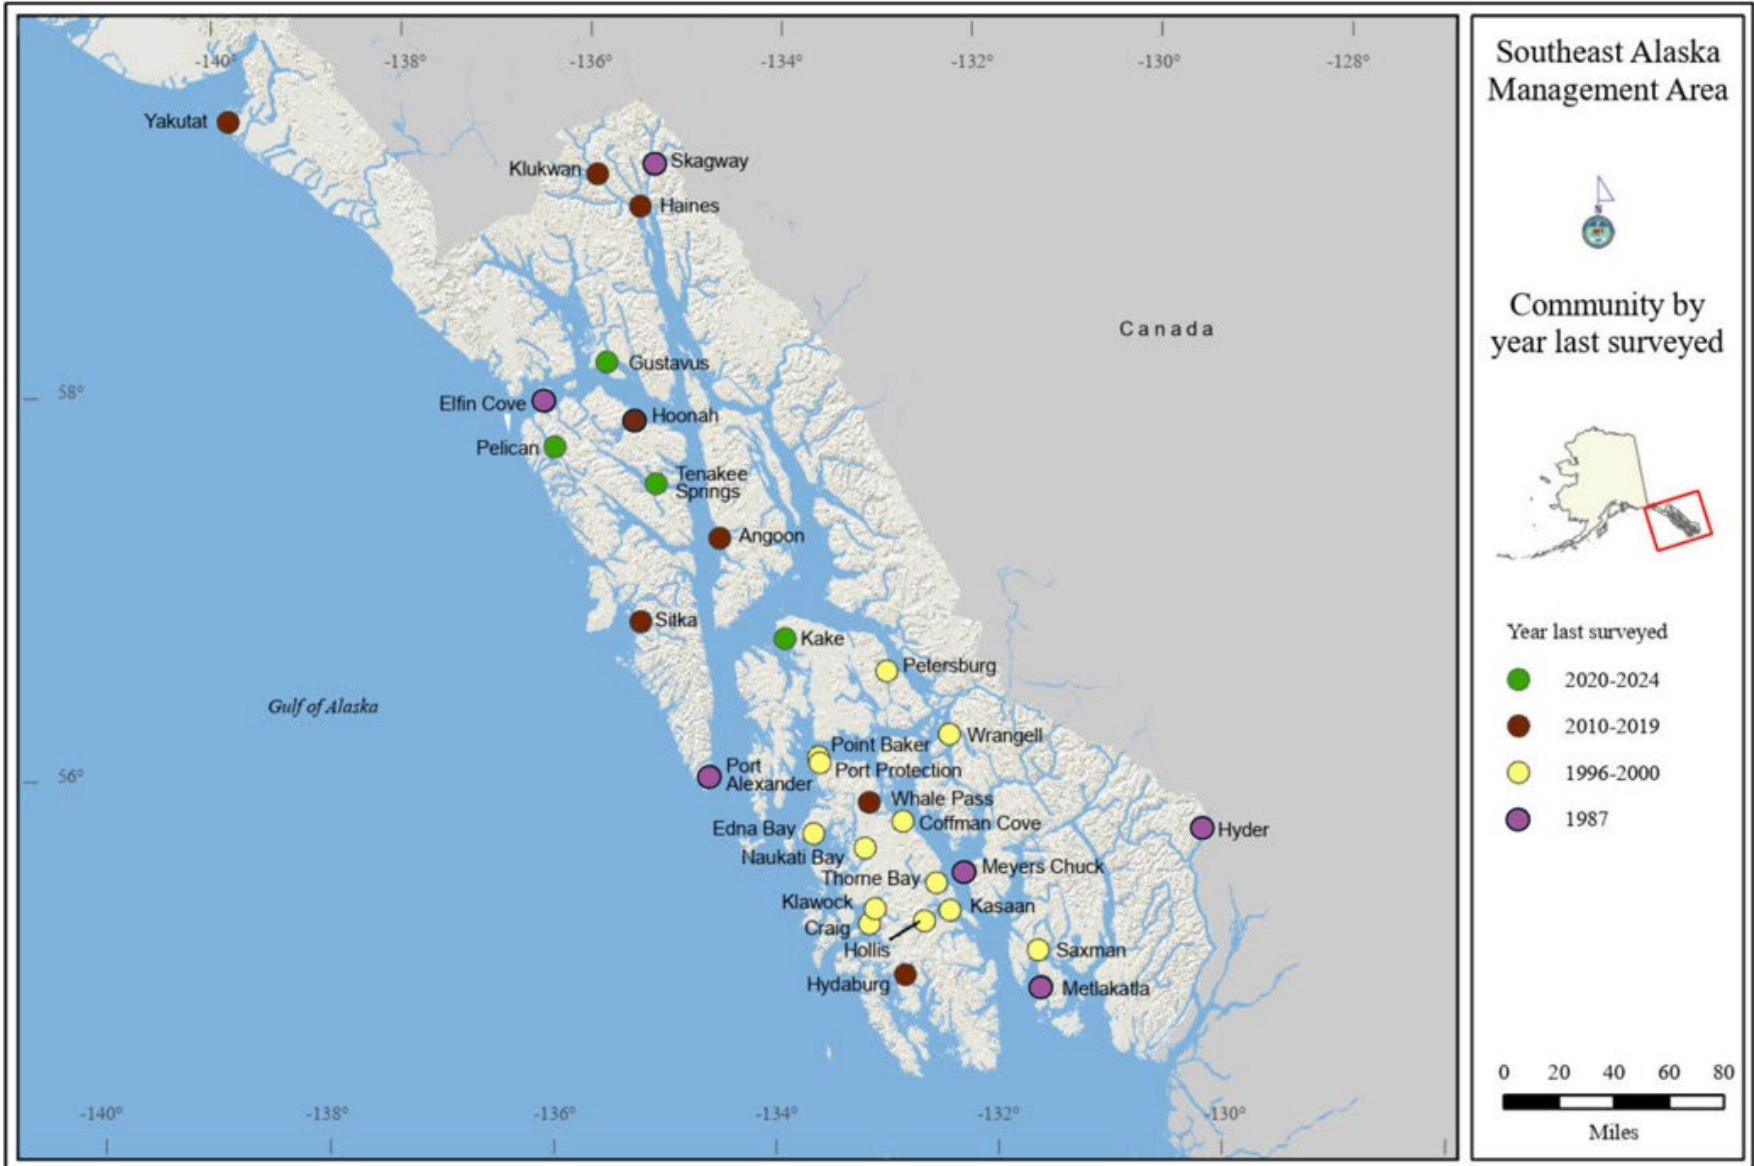 -140°
-138°
-136°
-134°
-132°
-130°
-128°
Yakutat
Klukwan
Skagway
Haines
Canada
Gustavus
58°
Elfin Cove
Hoonah
Pelican
Tenakee
Springs
Angoon
Sitka
Kake
Petersburg
Gulf of Alaska
Wrangell
Point Baker
Port Protection
56°
Port
Alexander
Whale Pass
Coffman Cove
Edna Bay
Hyder
Naukati Bay
Meyers Chuck
Thorne Bay
Klawock
Kasaan
Craig
Hollis
Saxman
Hydaburg
Metlakatla
-140°
-138°
-136°
-134°
-132°
-130°
Southeast Alaska
Management Area
N
Community by
year last surveyed
Year last surveyed
2020-2024
2010-2019
1996-2000
1987
0 20 40 60 80
Miles